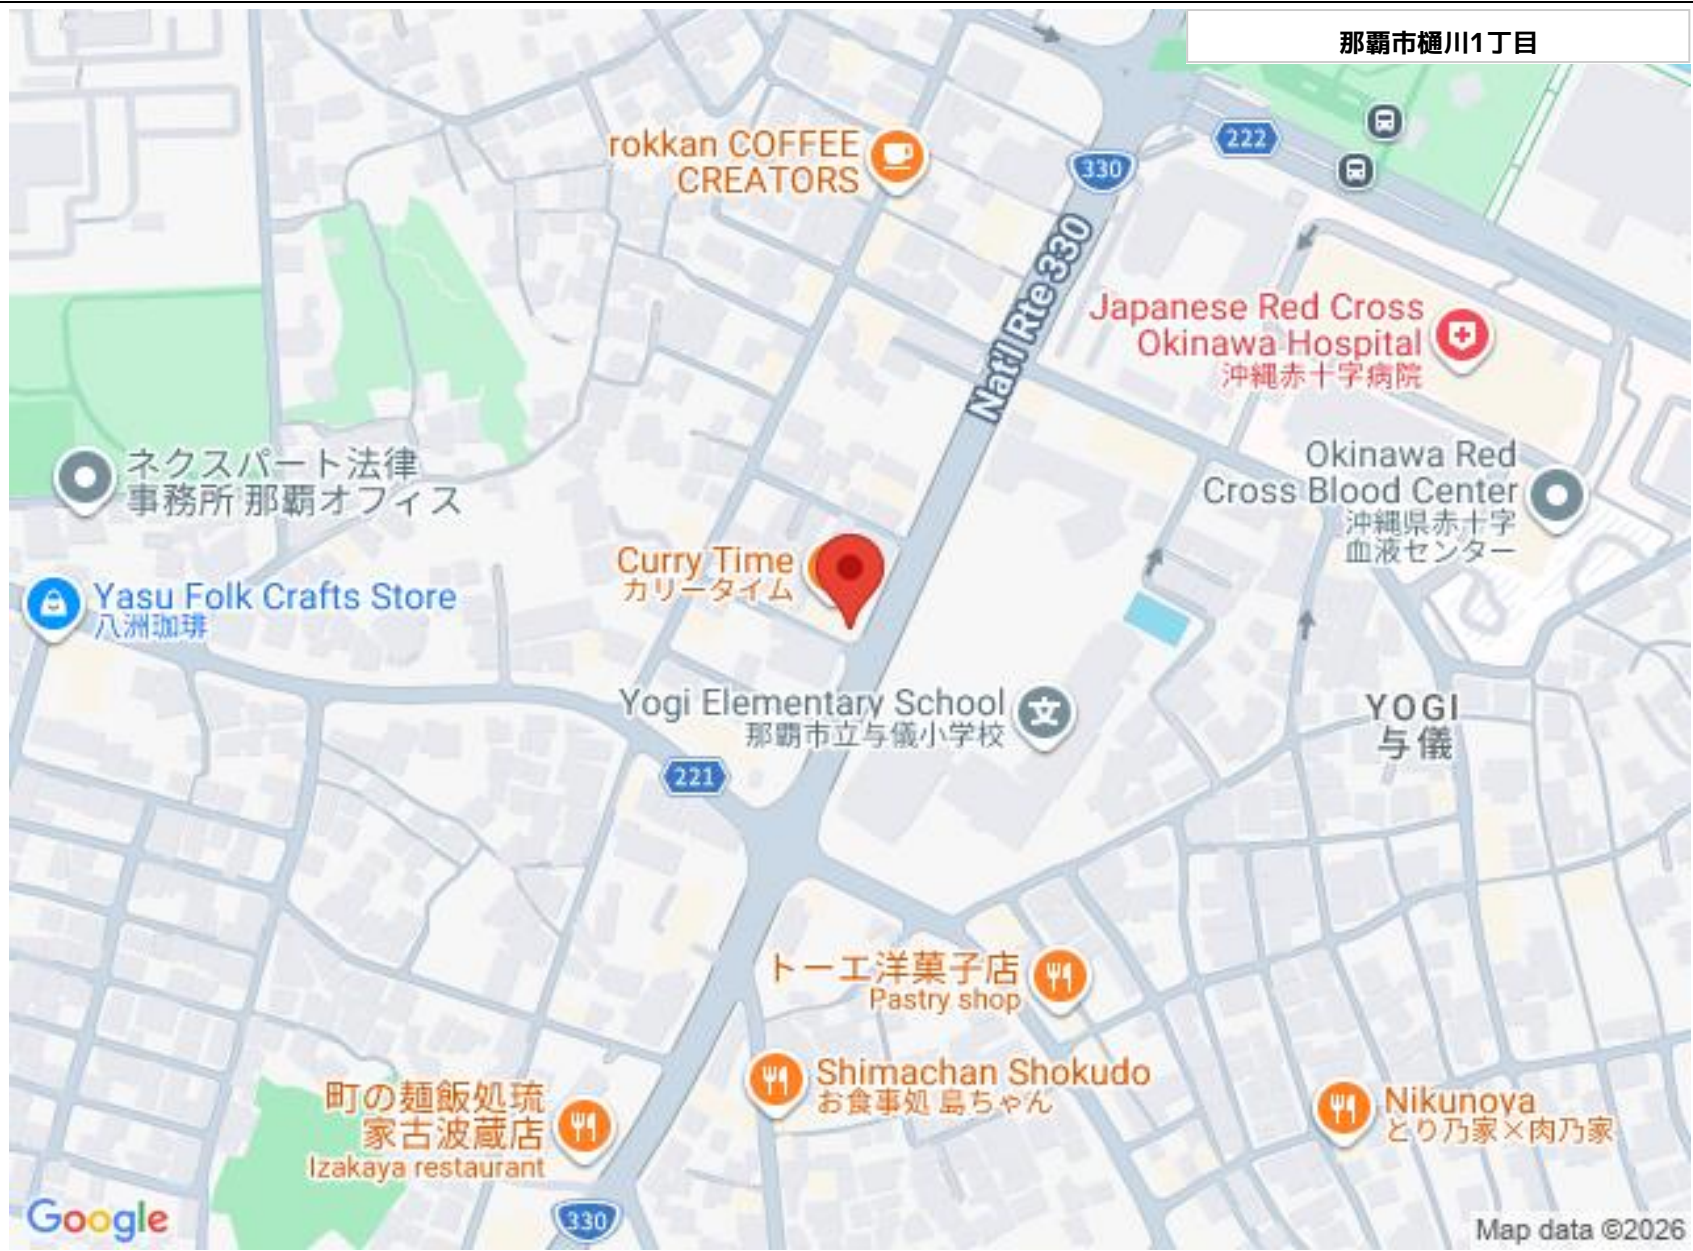 那覇市樋川1丁目
rokkan COFFEE
CREATORS
330
222
Nat'l Rte 330
Japanese Red Cross
Okinawa Hospital
沖縄赤十字病院
ネクスパート法律
事務所 那覇オフィス
Okinawa Red
Cross Blood Center
沖縄県赤十字
血液センター
Curry Time
カリータイム
Yasu Folk Crafts Store
八洲珈琲
Yogi Elementary School
那覇市立与儀小学校
文
YOGI
与儀
221
トーエ洋菓子店
Pastry shop
Shimachan Shokudo
お食事処 島ちゃん
町の麺飯処琉
家古波蔵店
Izakaya restaurant
Nikunoya
とり乃家×肉乃家
330
Google
Map data ©2026